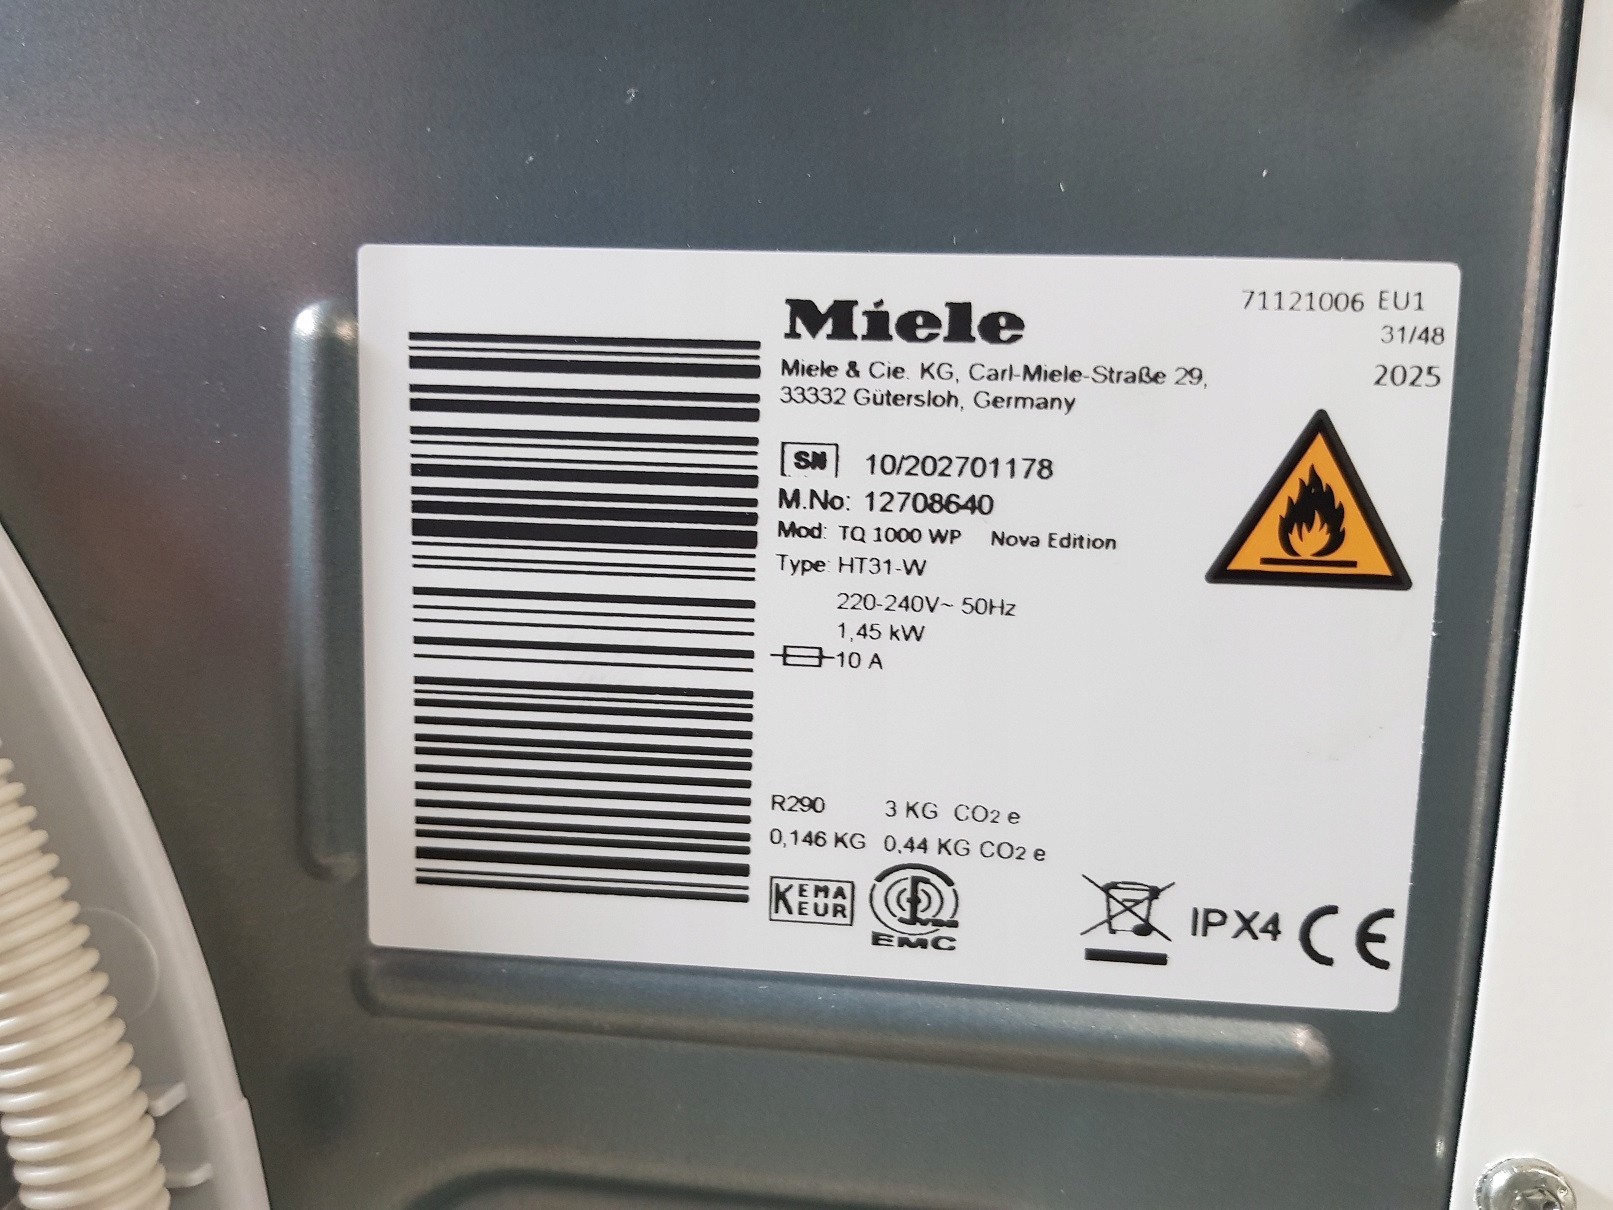 Miele
71121006 EU1
31/48
2025
Miele & Cie. KG, Carl-Miele-Straße 29,
33332 Gütersloh, Germany
SN 10/202701178
M.No: 12708640
Mod: TQ 1000 WP Nova Edition
Type: HT31-W
220-240V~ 50Hz
1,45 kW
10 A
R290 3 KG CO2 e
0,146 KG 0,44 KG CO2 e
KEMA
KEUR
EMC
IPX4 CE